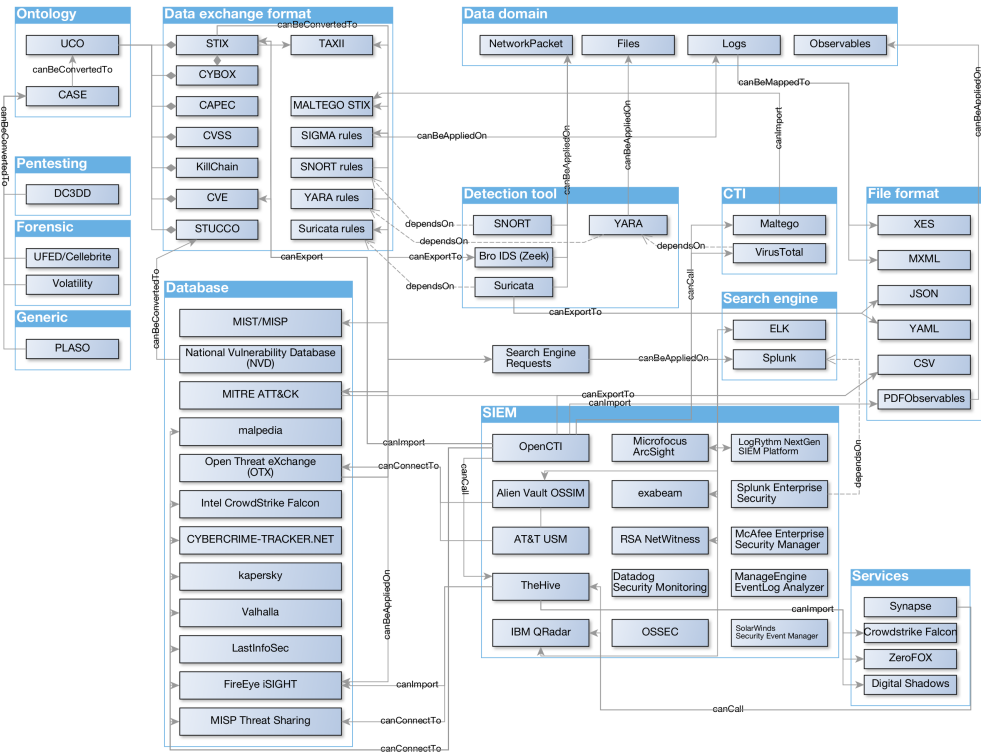 Ontology
UCO
canBeConvertedTo
CASE
canBeConvertedTo
Pentesting
DC3DD
Forensic
UFED/Cellebrite
Volatility
Generic
PLASO
Data exchange format
canBeConvertedTo
STIX
TAXII
CYBOX
CAPEC
MALTEGO STIX
CVSS
SIGMA rules
KillChain
SNORT rules
CVE
YARA rules
STUCCO
Suricata rules
canBeAppliedOn
dependsOn
dependsOn
canExport
canExportTo
dependsOn
canBeConvertedTo
Data domain
NetworkPacket
Files
Logs
Observables
canBeMappedTo
canBeAppliedOn
canBeAppliedOn
canImport
canBeAppliedOn
Detection tool
SNORT
YARA
Bro IDS (Zeek)
Suricata
dependsOn
canExportTo
CTI
Maltego
VirusTotal
canCall
File format
XES
MXML
JSON
YAML
CSV
PDFObservables
Search engine
ELK
Splunk
Search Engine
Requests
canBeAppliedOn
canExportTo
canImport
dependsOn
Database
MIST/MISP
National Vulnerability Database
(NVD)
MITRE ATT&CK
malpedia
Open Threat eXchange
(OTX)
Intel CrowdStrike Falcon
CYBERCRIME-TRACKER.NET
kapersky
Valhalla
LastInfoSec
FireEye iSIGHT
MISP Threat Sharing
canImport
canConnectTo
canCall
canBeAppliedOn
canImport
canConnectTo
canConnectTo
SIEM
OpenCTI
Microfocus
ArcSight
LogRythm NextGen
SIEM Platform
Alien Vault OSSIM
exabeam
Splunk Enterprise
Security
AT&T USM
RSA NetWitness
McAfee Enterprise
Security Manager
TheHive
Datadog
Security Monitoring
ManageEngine
EventLog Analyzer
IBM QRadar
OSSEC
SolarWinds
Security Event Manager
canImport
canCall
Services
Synapse
Crowdstrike Falcon
ZeroFOX
Digital Shadows